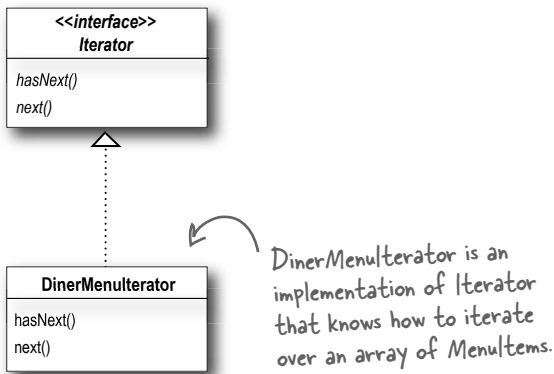 <<interface>>
Iterator
hasNext()
next()
DinerMenuIterator
hasNext()
next()
DinerMenuIterator is an
implementation of Iterator
that knows how to iterate
over an array of MenuItems.